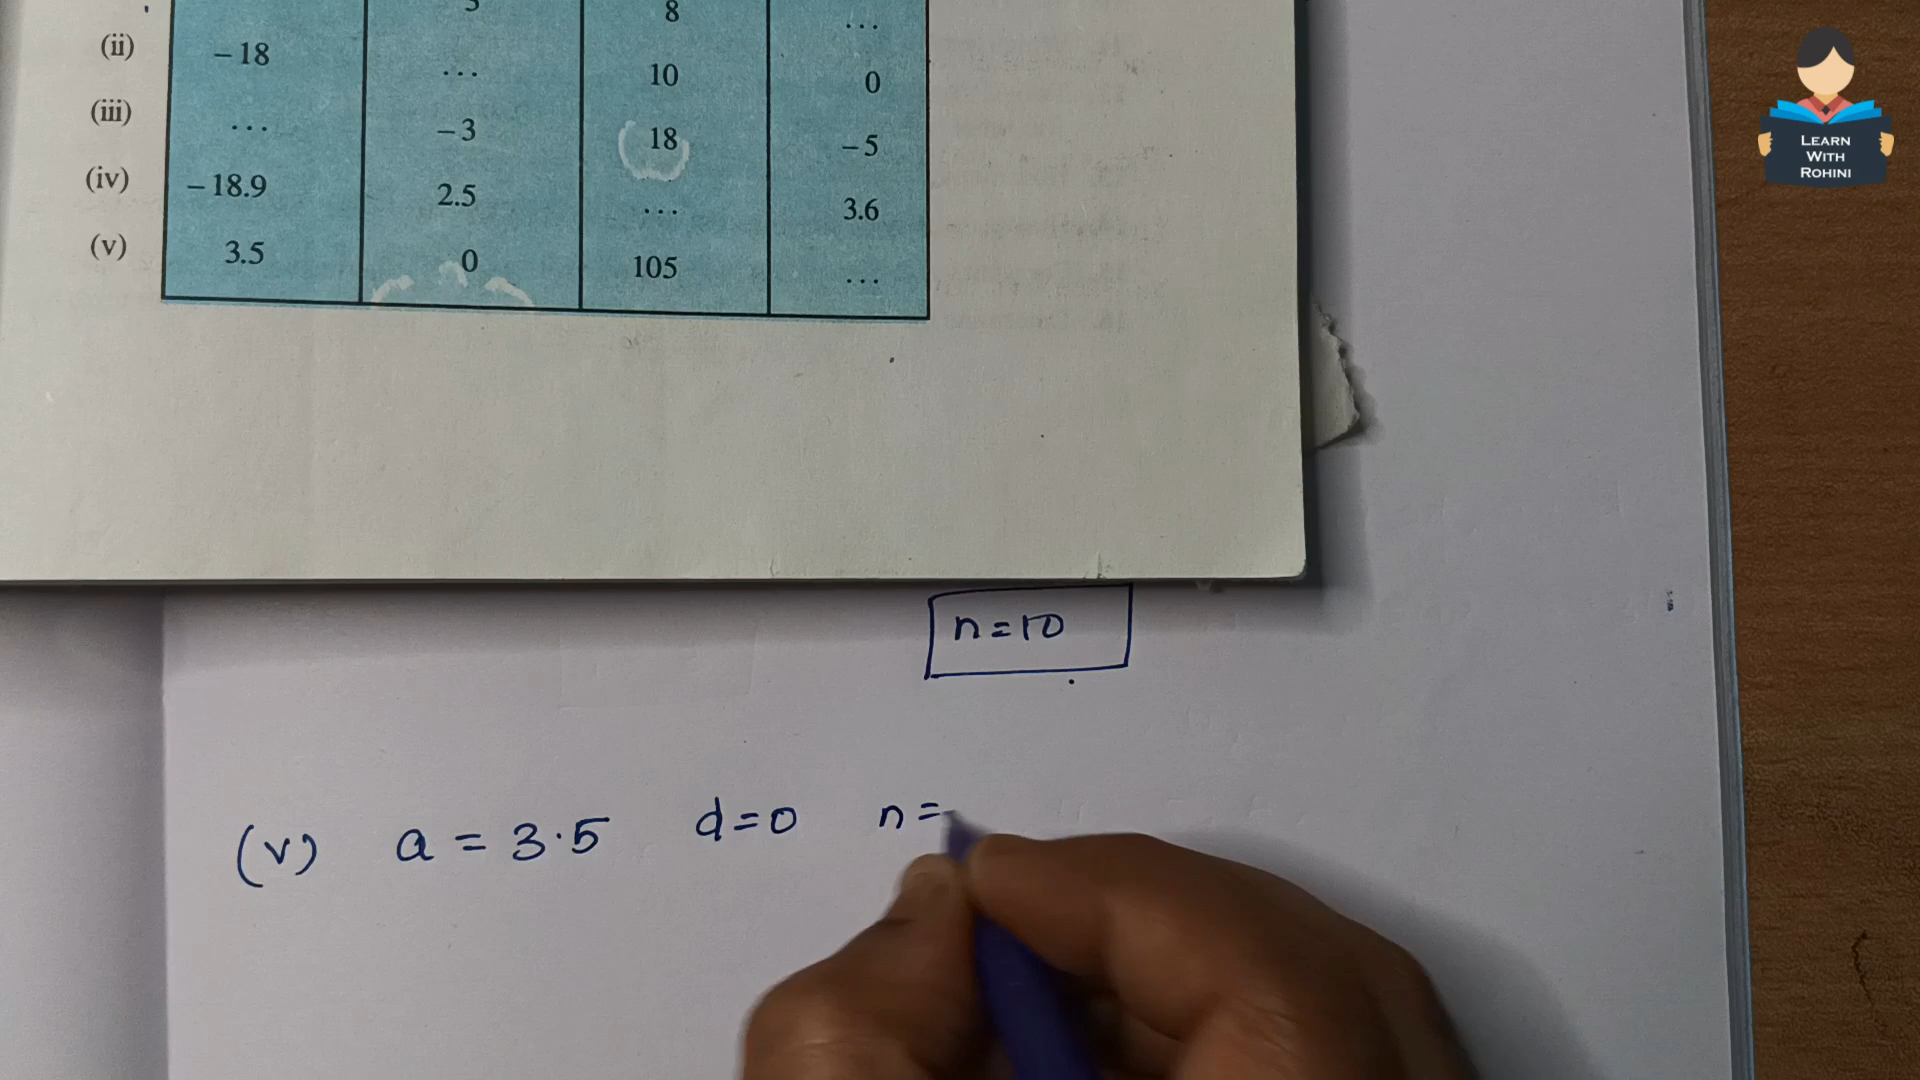 3 8 ...
(ii) – 18 ... 10 0
(iii) ... – 3 18 – 5
(iv) – 18.9 2.5 ... 3.6
(v) 3.5 0 105 ...
n=10
(v) a = 3.5 d=0 n=
LEARN
WITH
ROHINI